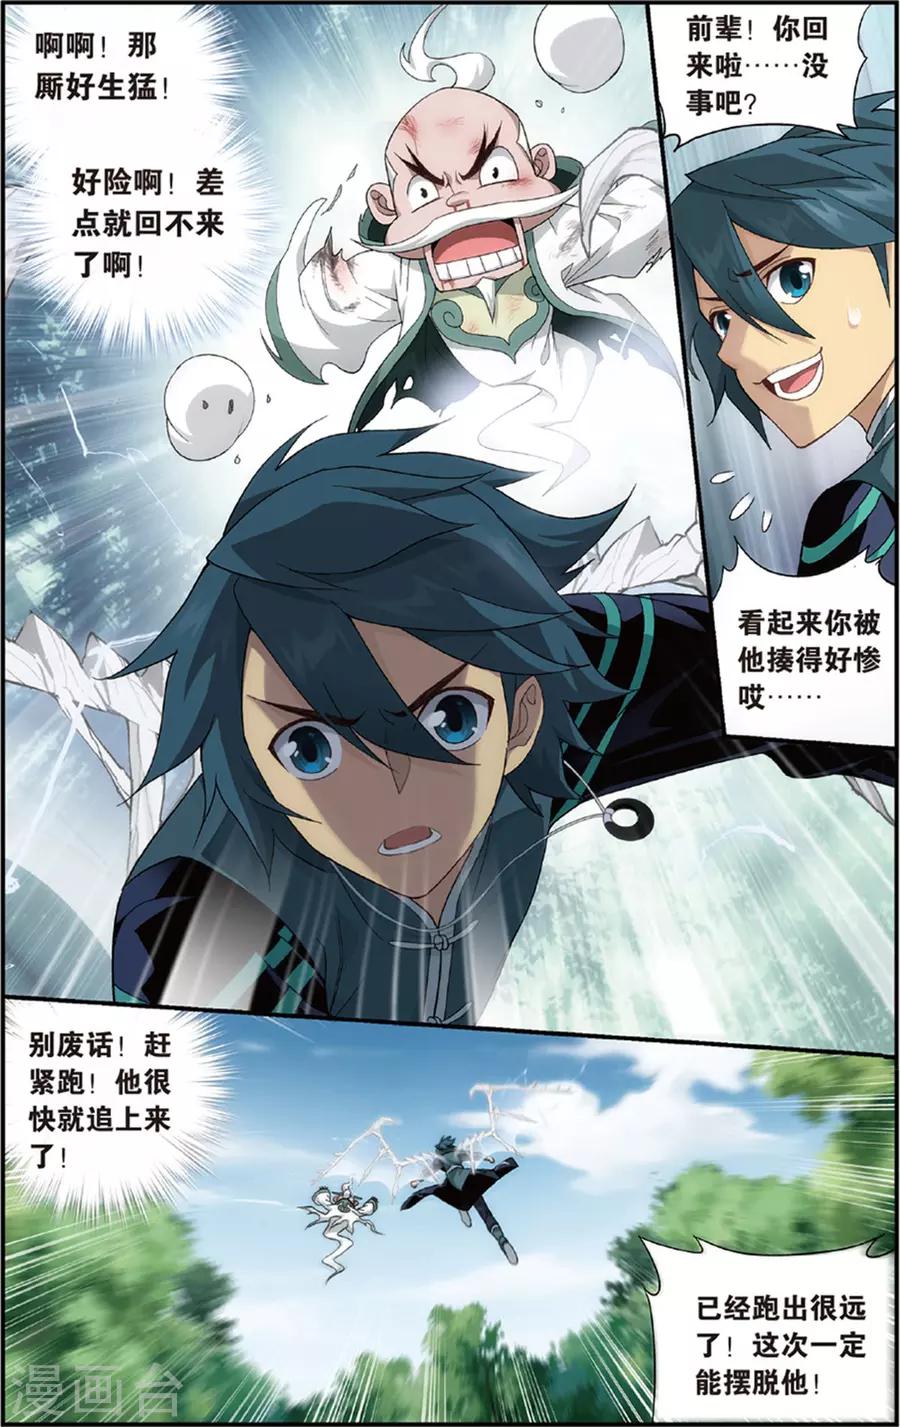 啊啊！那
厮好生猛！
好险啊！差
点就回不来
了啊！
前辈！你回
来啦……没
事吧？
看起来你被
他揍得好惨
哎……
别废话！赶
紧跑！他很
快就追上来
了！
已经跑出很远
了！这次一定
能摆脱他！
漫画台